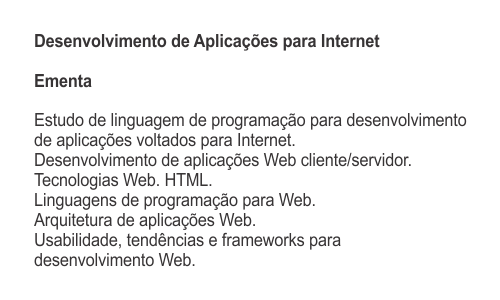 Desenvolvimento de Aplicações para Internet
Ementa
Estudo de linguagem de programação para desenvolvimento
de aplicações voltados para Internet.
Desenvolvimento de aplicações Web cliente/servidor.
Tecnologias Web. HTML.
Linguagens de programação para Web.
Arquitetura de aplicações Web.
Usabilidade, tendências e frameworks para
desenvolvimento Web.